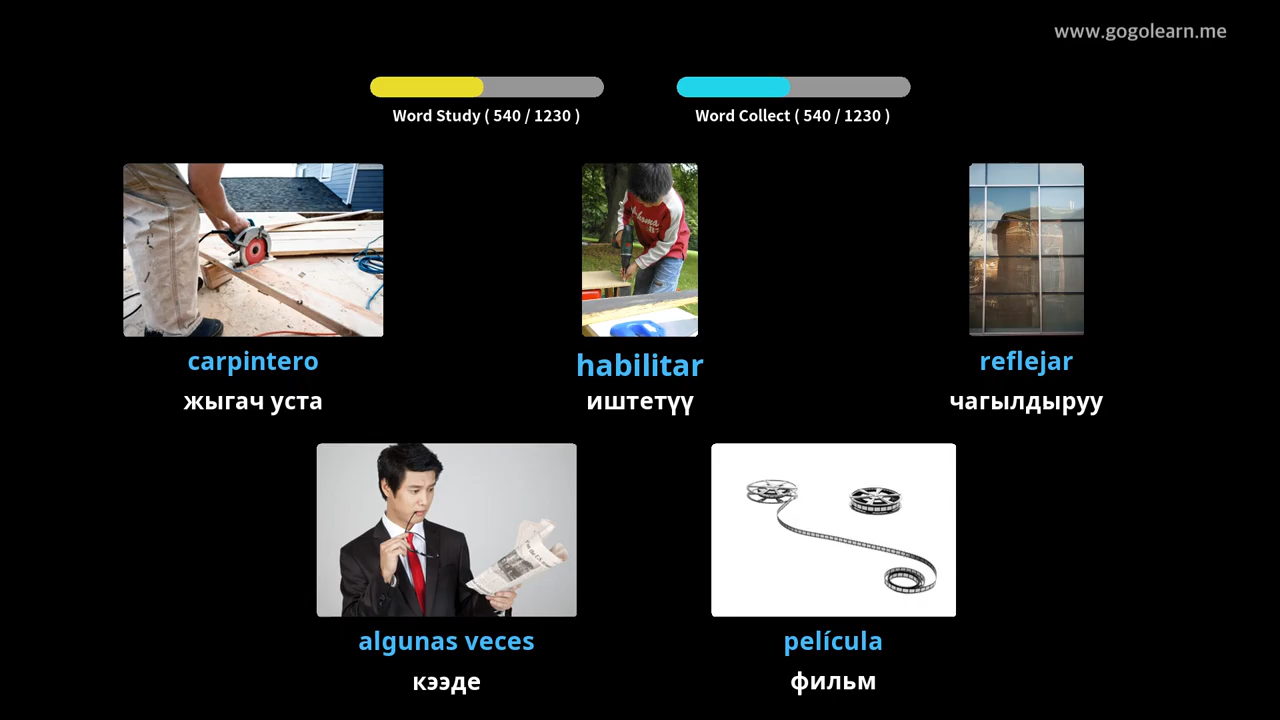 www.gogolearn.me
Word Study ( 540 / 1230 )
Word Collect ( 540 / 1230 )
carpintero
habilitar
reflejar
жыгач уста
иштетүү
чагылдыруу
algunas veces
película
кээде
фильм